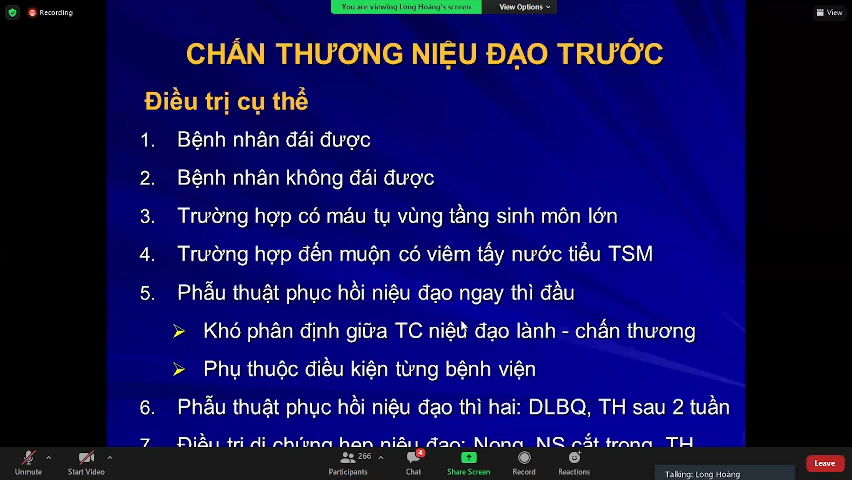 Recording
You are viewing Long Hoàng's screen
View Options
View
CHẤN THƯƠNG NIỆU ĐẠO TRƯỚC
Điều trị cụ thể
1. Bệnh nhân đái được
2. Bệnh nhân không đái được
3. Trường hợp có máu tụ vùng tầng sinh môn lớn
4. Trường hợp đến muộn có viêm tấy nước tiểu TSM
5. Phẫu thuật phục hồi niệu đạo ngay thì đầu
➢ Khó phân định giữa TC niệu đạo lành - chấn thương
➢ Phụ thuộc điều kiện từng bệnh viện
6. Phẫu thuật phục hồi niệu đạo thì hai: DLBQ, TH sau 2 tuần
7. Điều trị di chứng hẹp niệu đạo: Nong, NS cắt trong, TH
Unmute
Start Video
266
Participants
4
Chat
Share Screen
Record
Reactions
Talking: Long Hoàng
Leave